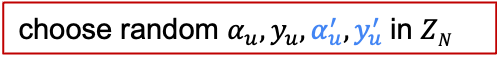 choose random αᵤ, yᵤ, α′ᵤ, y′ᵤ in Z_N